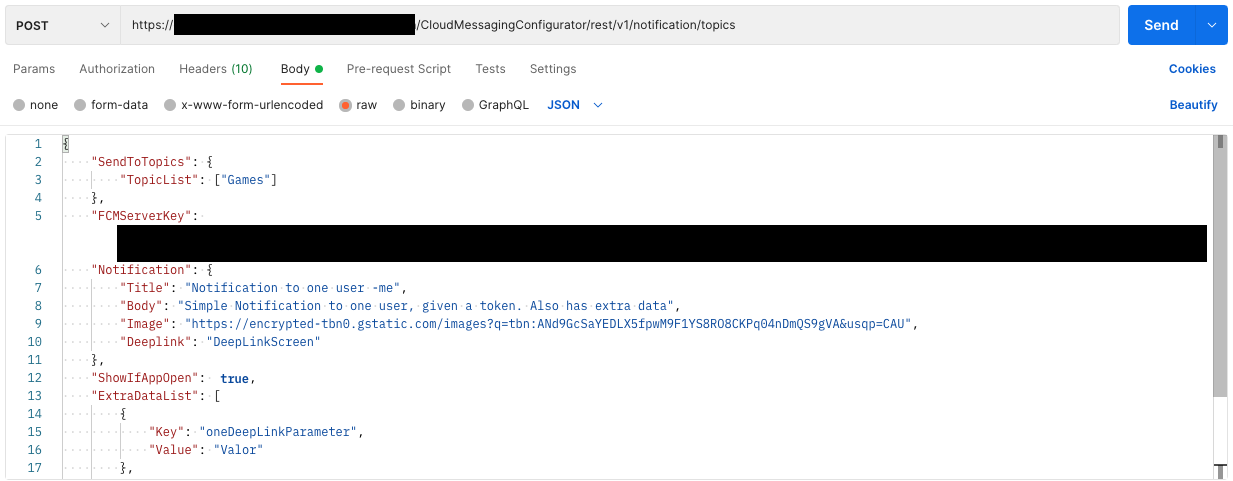 POST https:// /CloudMessagingConfigurator/rest/v1/notification/topics Send
Params Authorization Headers (10) Body Pre-request Script Tests Settings Cookies
none form-data x-www-form-urlencoded raw binary GraphQL JSON Beautify
1 {
2 "SendToTopics": {
3 "TopicList": ["Games"]
4 },
5 "FCMServerKey":
6 "Notification": {
7 "Title": "Notification to one user -me",
8 "Body": "Simple Notification to one user, given a token. Also has extra data",
9 "Image": "https://encrypted-tbn0.gstatic.com/images?q=tbn:ANd9GcSaYEDLX5fpwM9F1YS8RO8CKPq04nDmQS9gVA&usqp=CAU",
10 "Deeplink": "DeepLinkScreen"
11 },
12 "ShowIfAppOpen": true,
13 "ExtraDataList": [
14 {
15 "Key": "oneDeepLinkParameter",
16 "Value": "Valor"
17 },